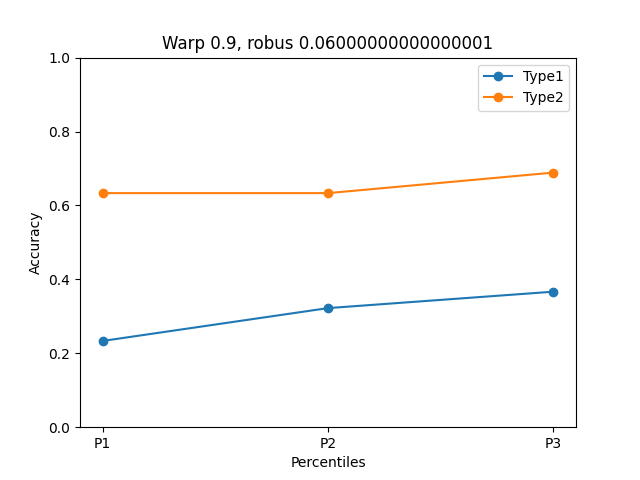 Warp 0.9, robus 0.06000000000000001
Type1
Type2
1.0
0.8
0.6
0.4
0.2
0.0
Accuracy
P1 P2 P3
Percentiles